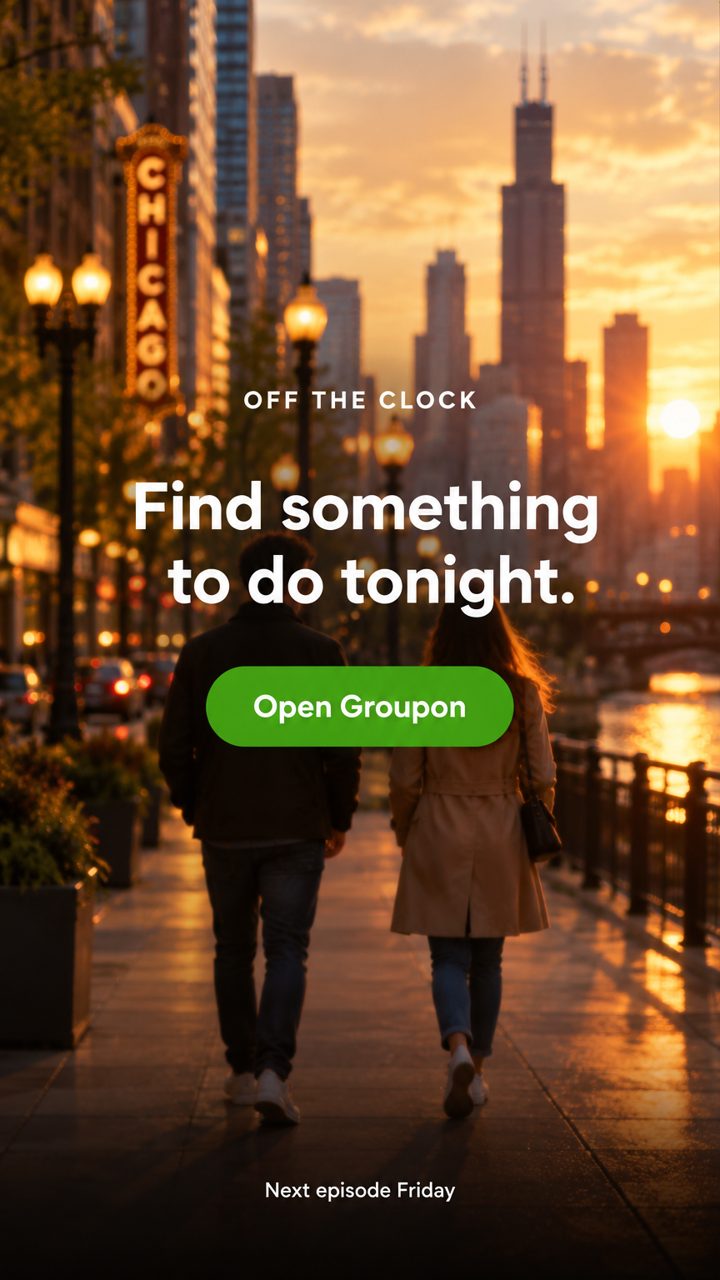 CHICAGO
OFF THE CLOCK
Find something
to do tonight.
Open Groupon
Next episode Friday